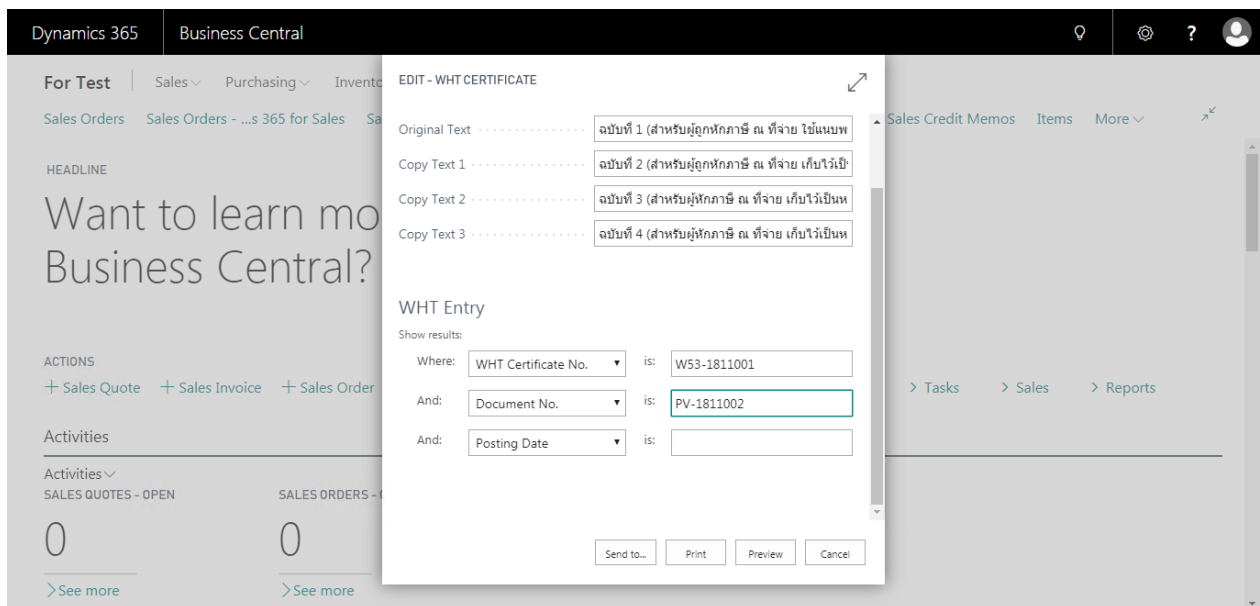 Dynamics 365 Business Central ?
For Test Sales Purchasing
Sales Orders Sales Orders - ...s 365 for Sales Sales Credit Memos Items More
HEADLINE
Want to learn
Business Central?
ACTIONS
+ Sales Quote + Sales Invoice + Sales Order > Tasks > Sales > Reports
Activities
Activities
SALES QUOTES - OPEN SALES ORDERS -
0 0
>See more >See more
EDIT - WHT CERTIFICATE
Original Text ฉบับที่ 1 (สำหรับผู้ถูกหักภาษี ณ ที่จ่าย ใช้แนบพ
Copy Text 1 ฉบับที่ 2 (สำหรับผู้ถูกหักภาษี ณ ที่จ่าย เก็บไว้เป็
Copy Text 2 ฉบับที่ 3 (สำหรับผู้หักภาษี ณ ที่จ่าย เก็บไว้เป็นห
Copy Text 3 ฉบับที่ 4 (สำหรับผู้หักภาษี ณ ที่จ่าย เก็บไว้เป็นห
WHT Entry
Show results:
Where: WHT Certificate No. is: W53-1811001
And: Document No. is: PV-1811002
And: Posting Date is:
Send to... Print Preview Cancel